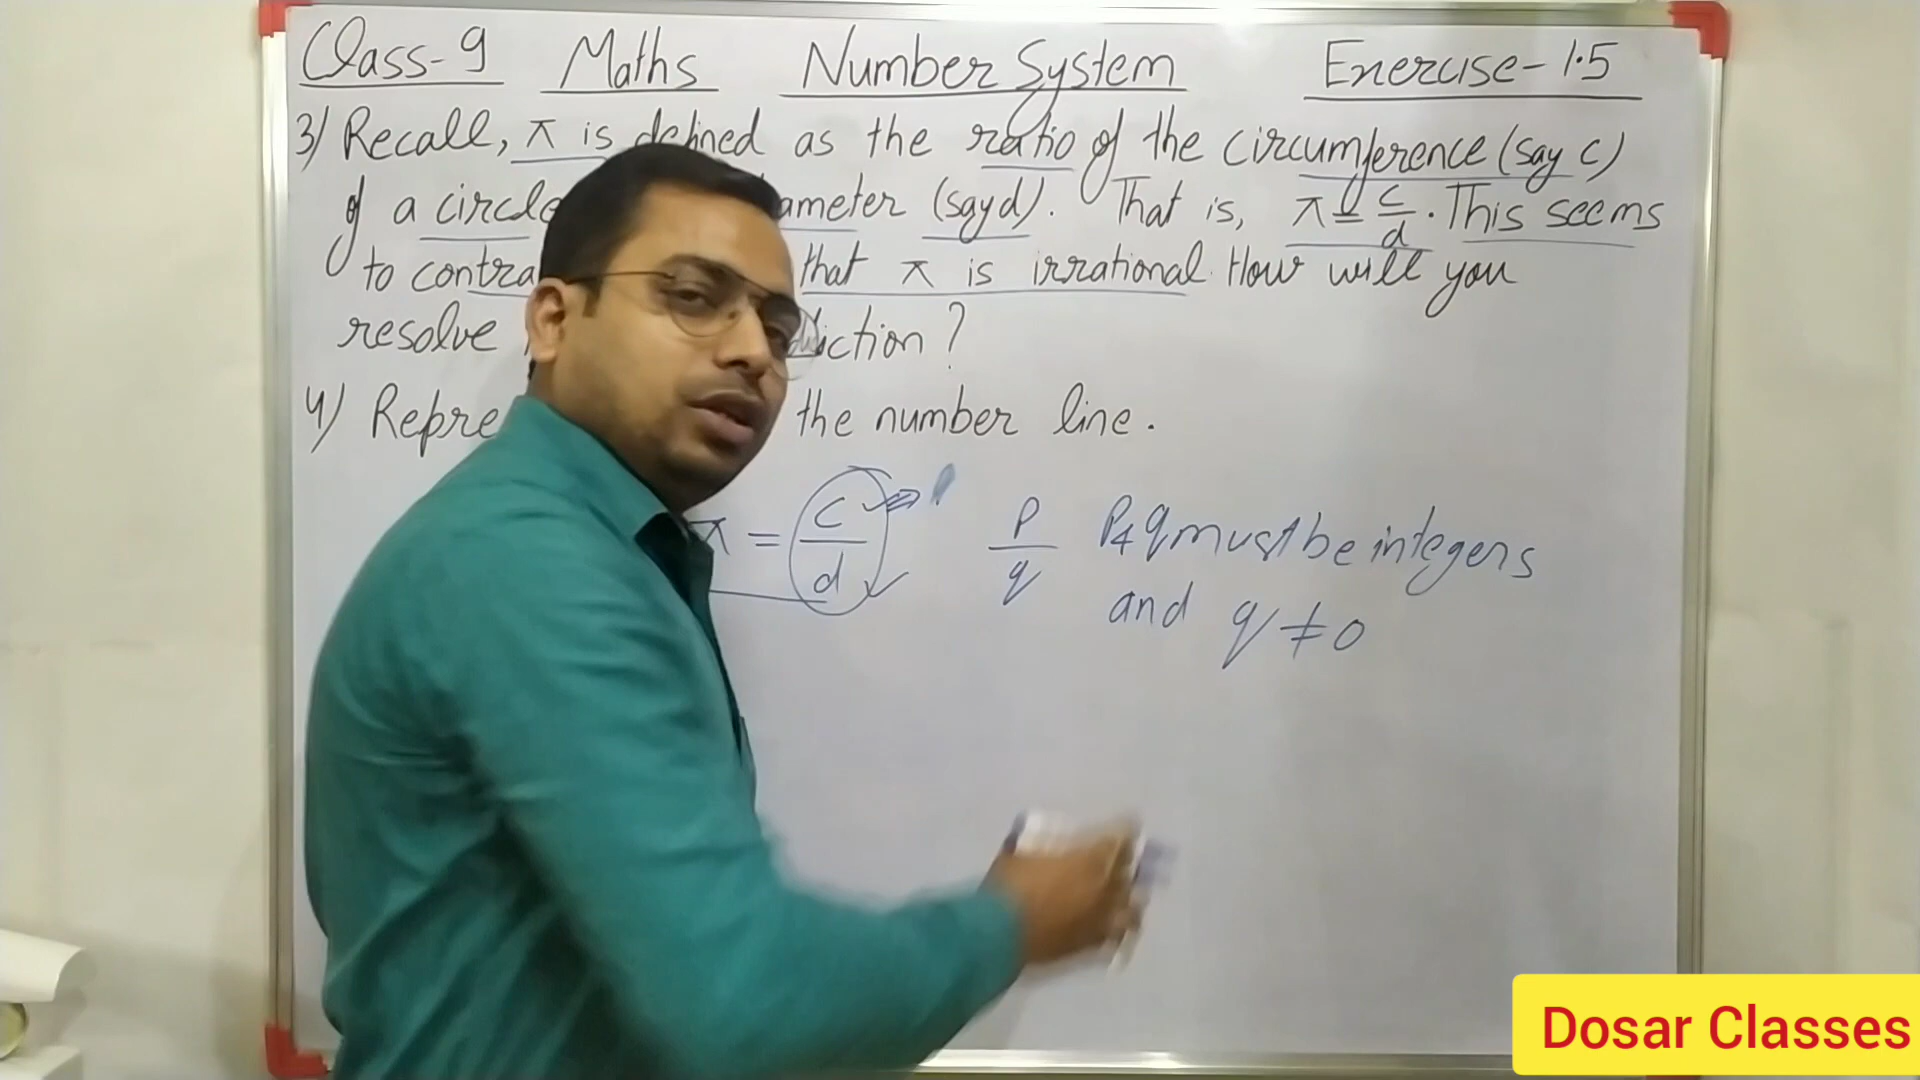 Class-9 Maths Number System Exercise-1.5
3) Recall, π is defined as the ratio of the circumference (say c)
of a circle ameter (say d). That is, π = c/d. This seems
to contra that π is irrational. How will you
resolve diction ?
4) Repre the number line.
π = c/d p/q P & q must be integers
and q ≠ 0
Dosar Classes